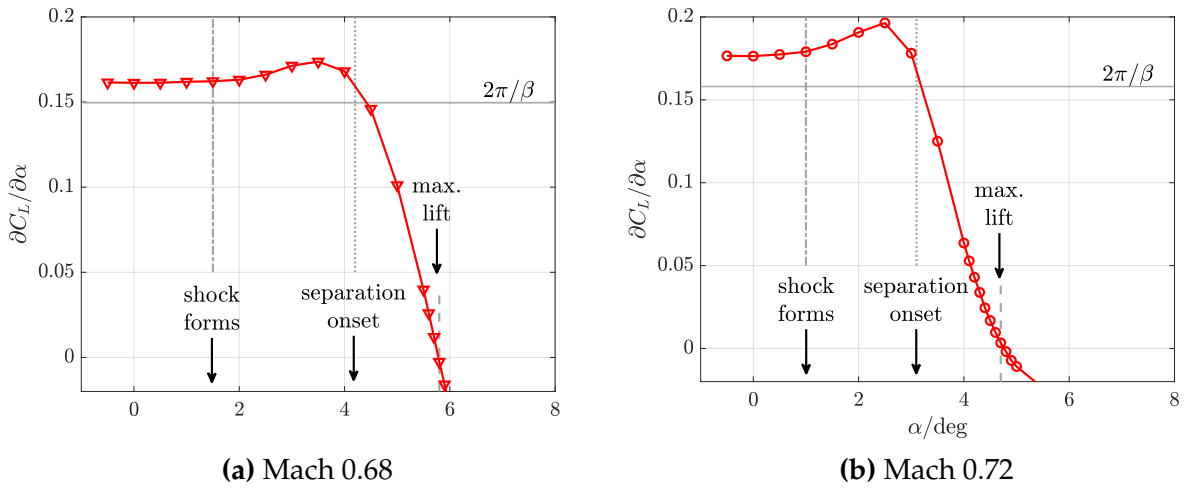 0.2
0.15
0.1
0.05
0
∂C_L/∂α
2π/β
max.
lift
shock
forms
separation
onset
0 2 4 6 8
(a) Mach 0.68
0.2
0.15
0.1
0.05
0
∂C_L/∂α
2π/β
max.
lift
shock
forms
separation
onset
0 2 4 6 8
α/deg
(b) Mach 0.72